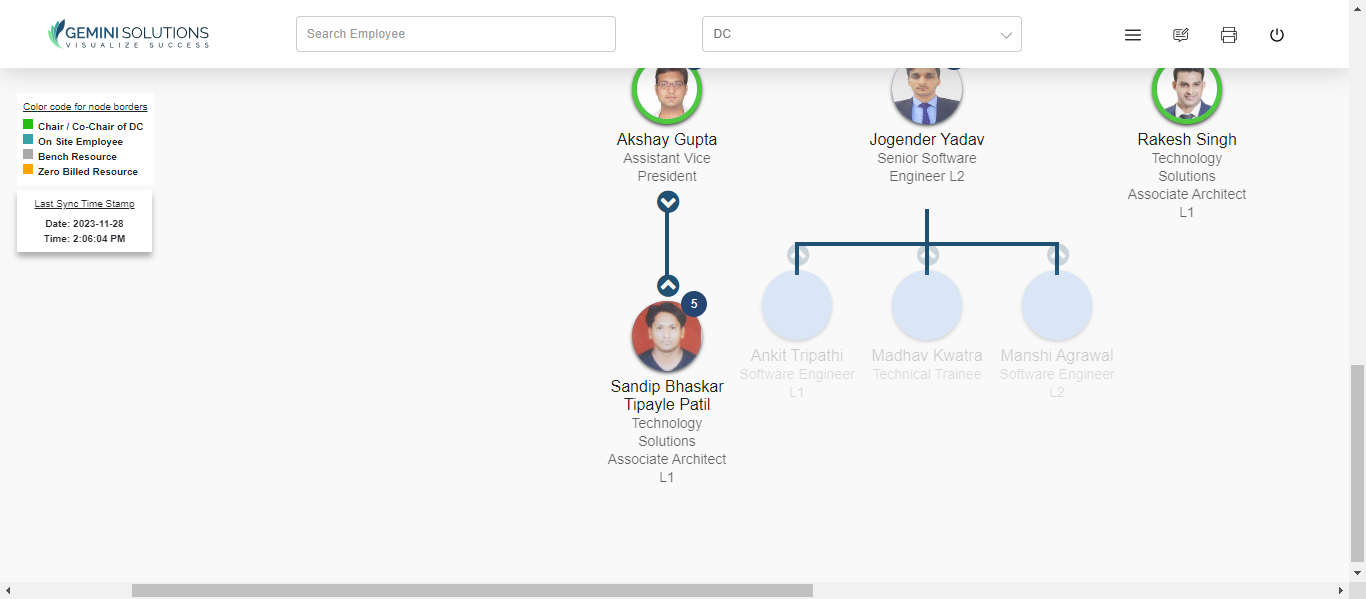 GEMINI SOLUTIONS
VISUALIZE SUCCESS
Search Employee
DC
Color code for node borders
Chair / Co-Chair of DC
On Site Employee
Bench Resource
Zero Billed Resource
Last Sync Time Stamp
Date: 2023-11-28
Time: 2:06:04 PM
Akshay Gupta
Assistant Vice
President
Jogender Yadav
Senior Software
Engineer L2
Rakesh Singh
Technology
Solutions
Associate Architect
L1
5
Sandip Bhaskar
Tipayle Patil
Technology
Solutions
Associate Architect
L1
Ankit Tripathi
Software Engineer
L1
Madhav Kwatra
Technical Trainee
Manshi Agrawal
Software Engineer
L2